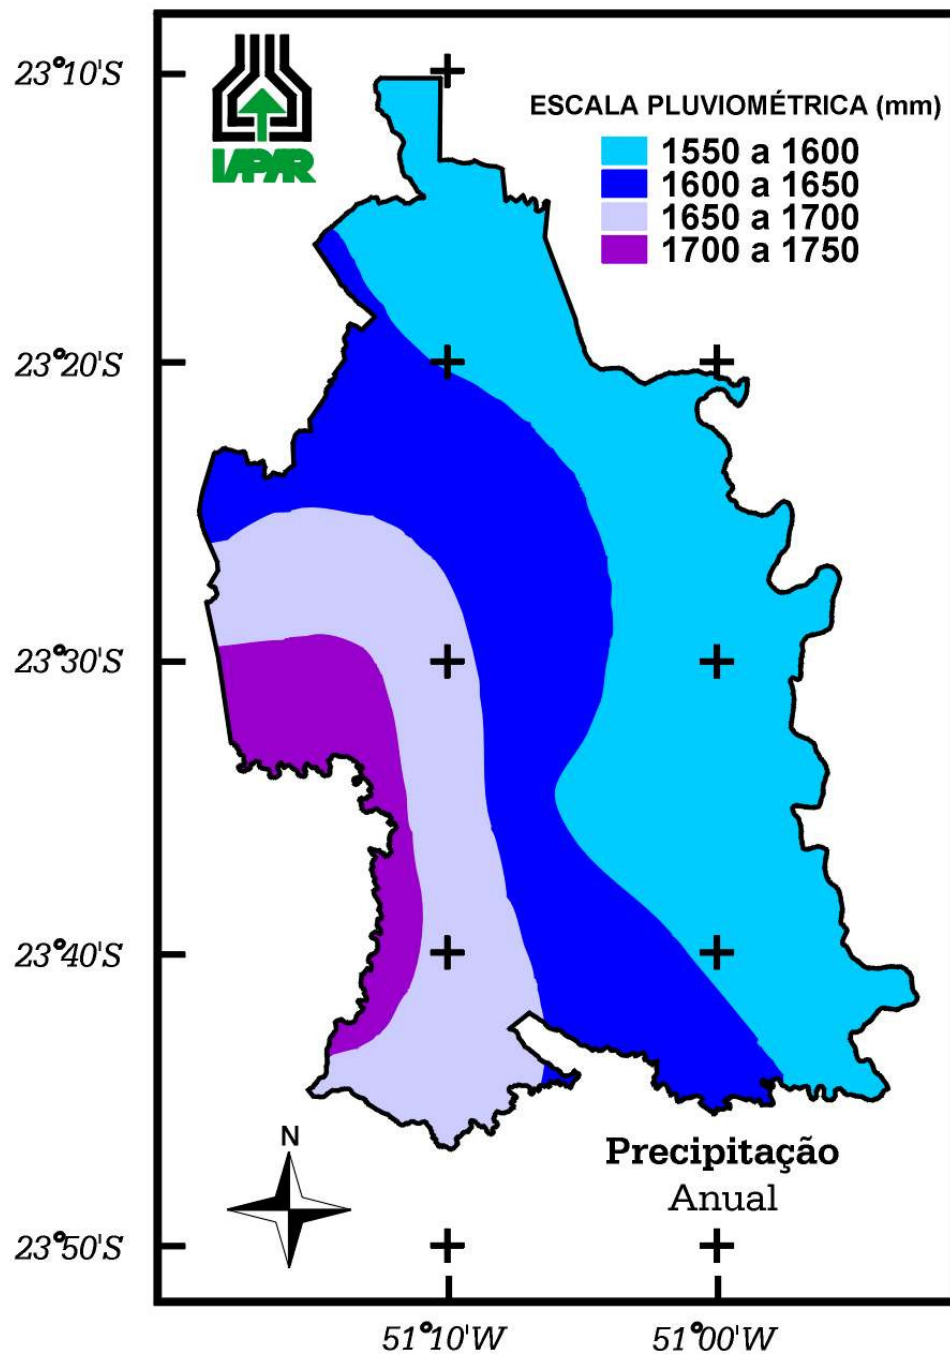 23°10'S
IAPAR
ESCALA PLUVIOMÉTRICA (mm)
1550 a 1600
1600 a 1650
1650 a 1700
1700 a 1750
23°20'S
23°30'S
23°40'S
N
Precipitação
Anual
23°50'S
51°10'W
51°00'W